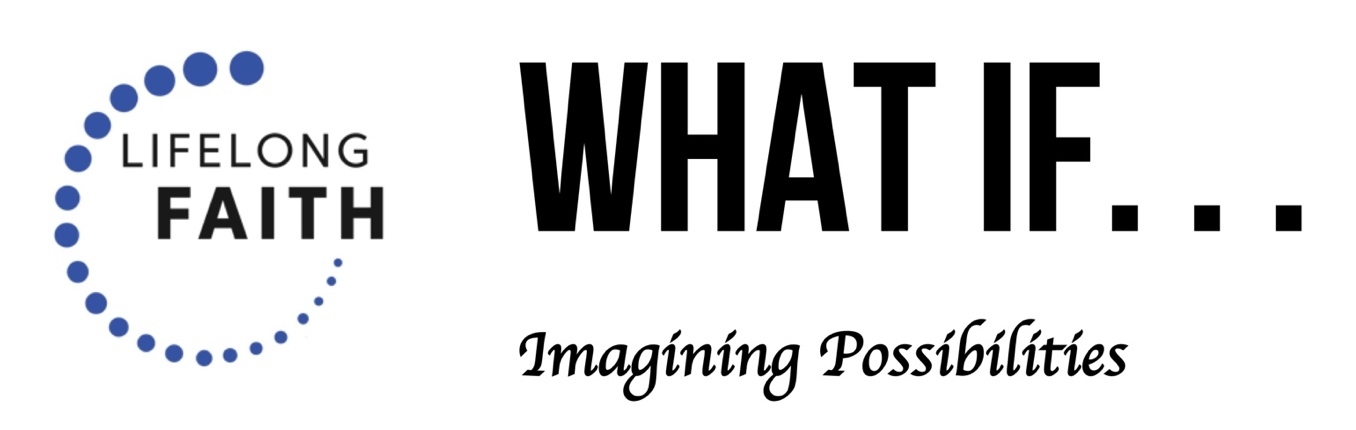 LIFELONG
FAITH
WHAT IF. . .
Imagining Possibilities